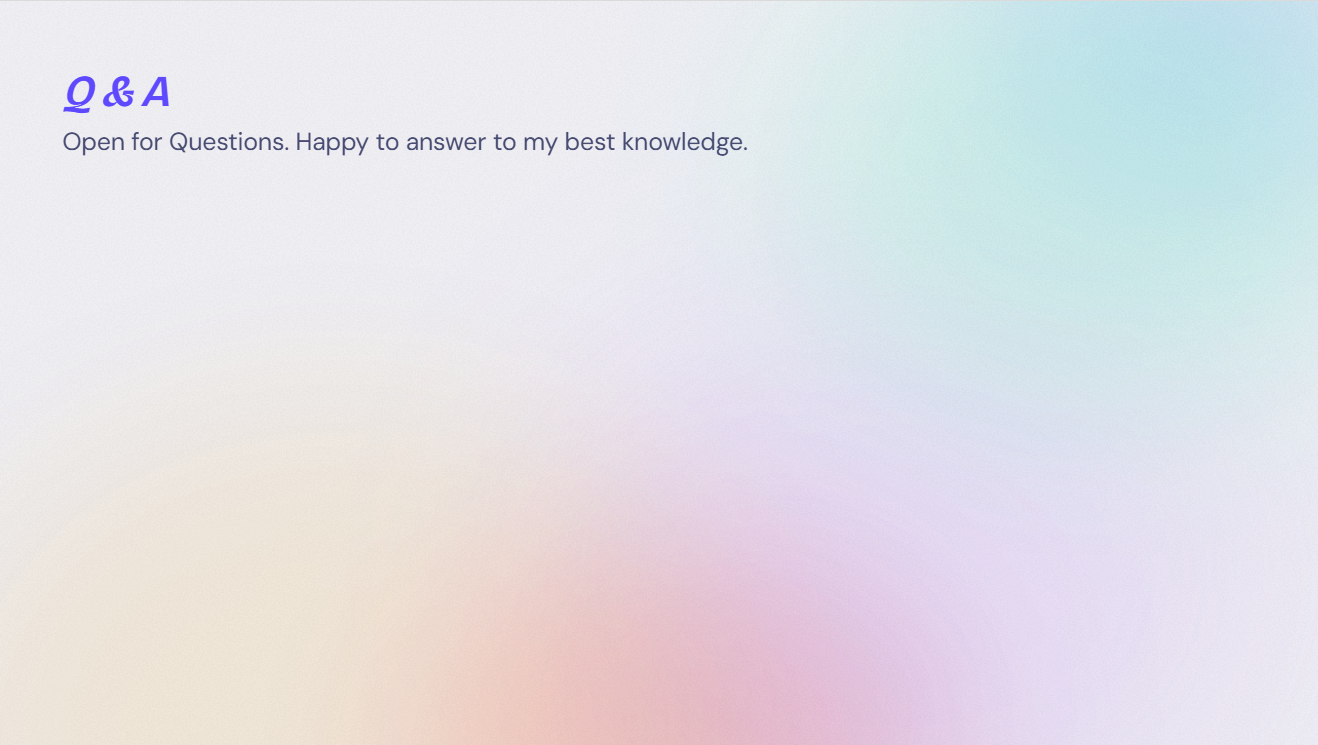 Q & A
Open for Questions. Happy to answer to my best knowledge.